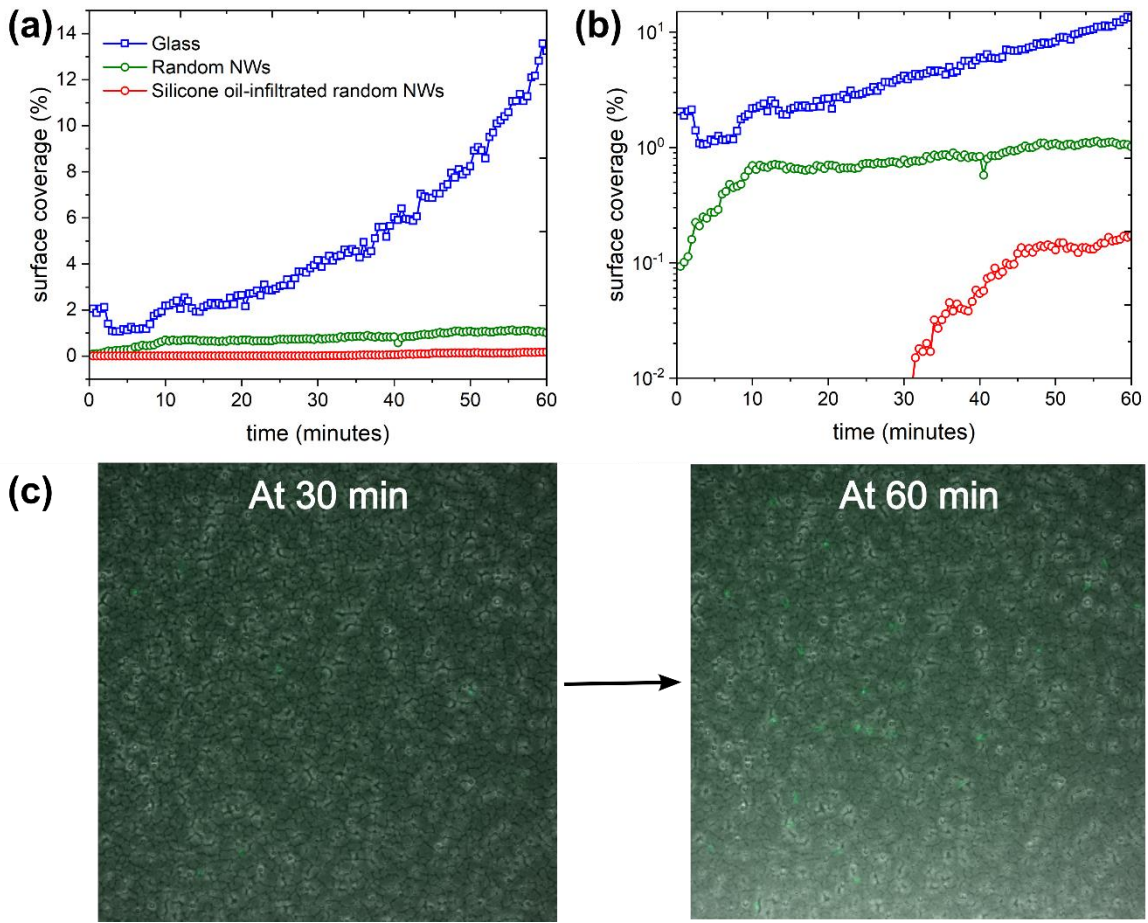 (a)
surface coverage (%)
14
12
10
8
6
4
2
0
Glass
Random NWs
Silicone oil-infiltrated random NWs
0 10 20 30 40 50 60
time (minutes)
(b)
surface coverage (%)
10¹
10⁰
10⁻¹
10⁻²
0 10 20 30 40 50 60
time (minutes)
(c)
At 30 min
At 60 min